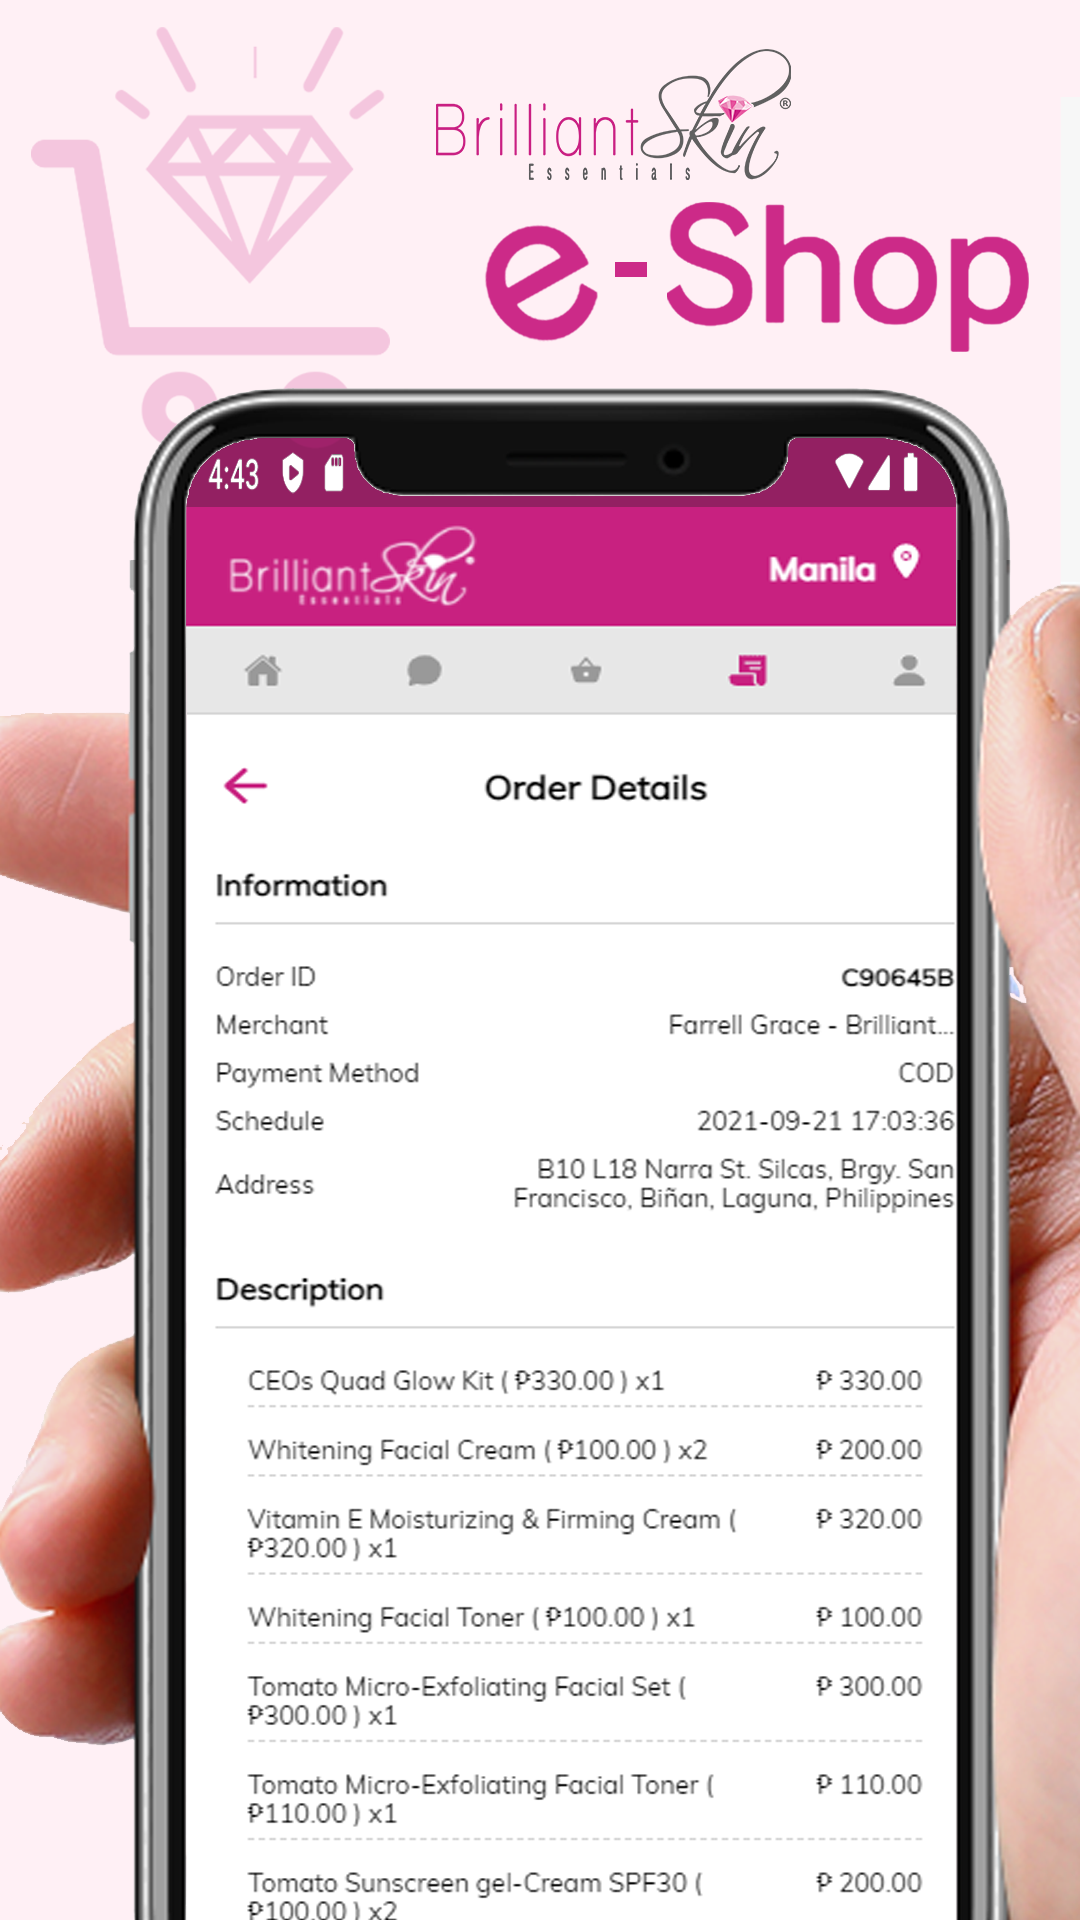 BrilliantSkin®
Essentials
e-Shop
4:43
BrilliantSkin
Essentials
Manila
Order Details
Information
Order ID C90645B
Merchant Farrell Grace - Brilliant...
Payment Method COD
Schedule 2021-09-21 17:03:36
Address B10 L18 Narra St. Silcas, Brgy. San
Francisco, Biñan, Laguna, Philippines
Description
CEOs Quad Glow Kit ( ₱330.00 ) x1 ₱ 330.00
Whitening Facial Cream ( ₱100.00 ) x2 ₱ 200.00
Vitamin E Moisturizing & Firming Cream ( ₱ 320.00
₱320.00 ) x1
Whitening Facial Toner ( ₱100.00 ) x1 ₱ 100.00
Tomato Micro-Exfoliating Facial Set ( ₱ 300.00
₱300.00 ) x1
Tomato Micro-Exfoliating Facial Toner ( ₱ 110.00
₱110.00 ) x1
Tomato Sunscreen gel-Cream SPF30 ( ₱ 200.00
₱100.00 ) x2